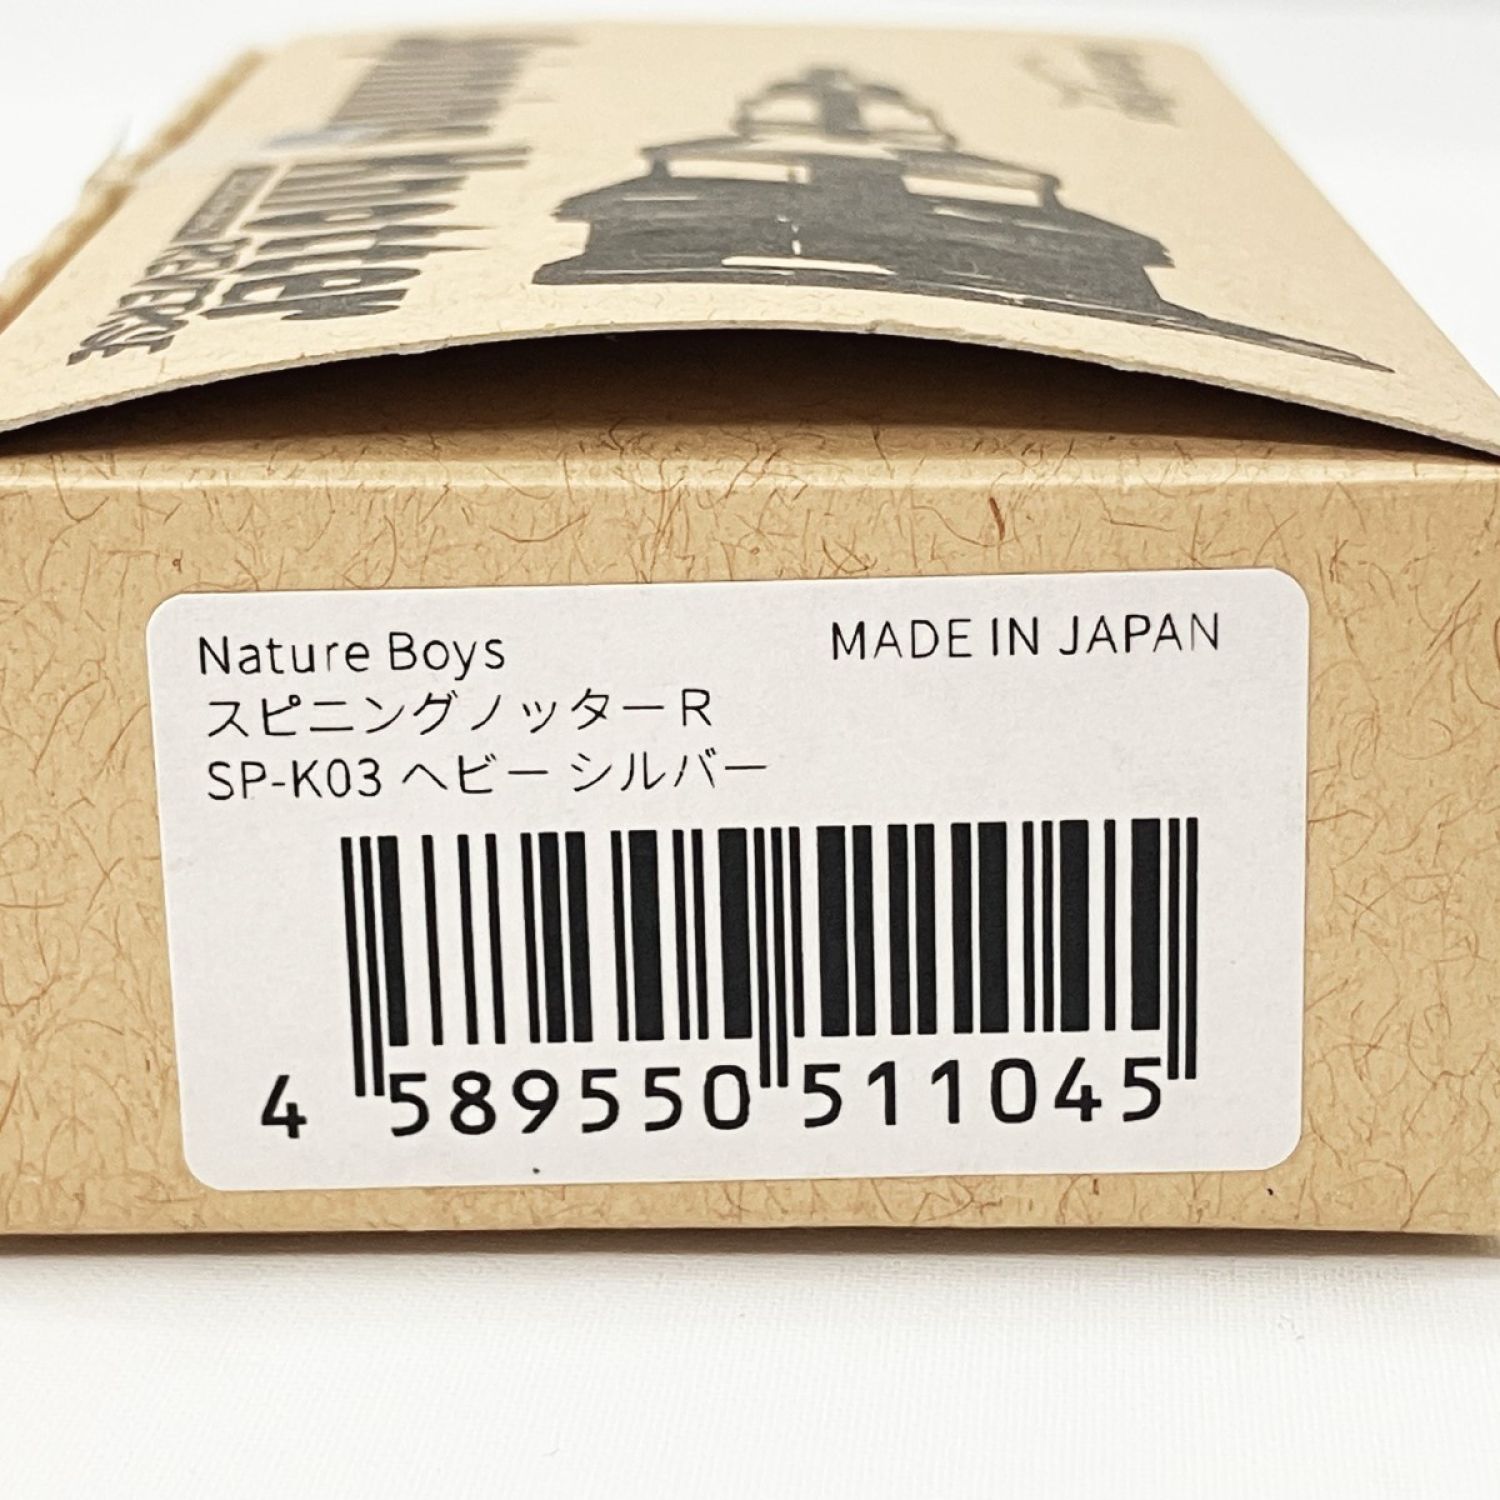 Nature Boys
MADE IN JAPAN
スピニングノッターR
SP-K03 ヘビー シルバー
4 589550 511045